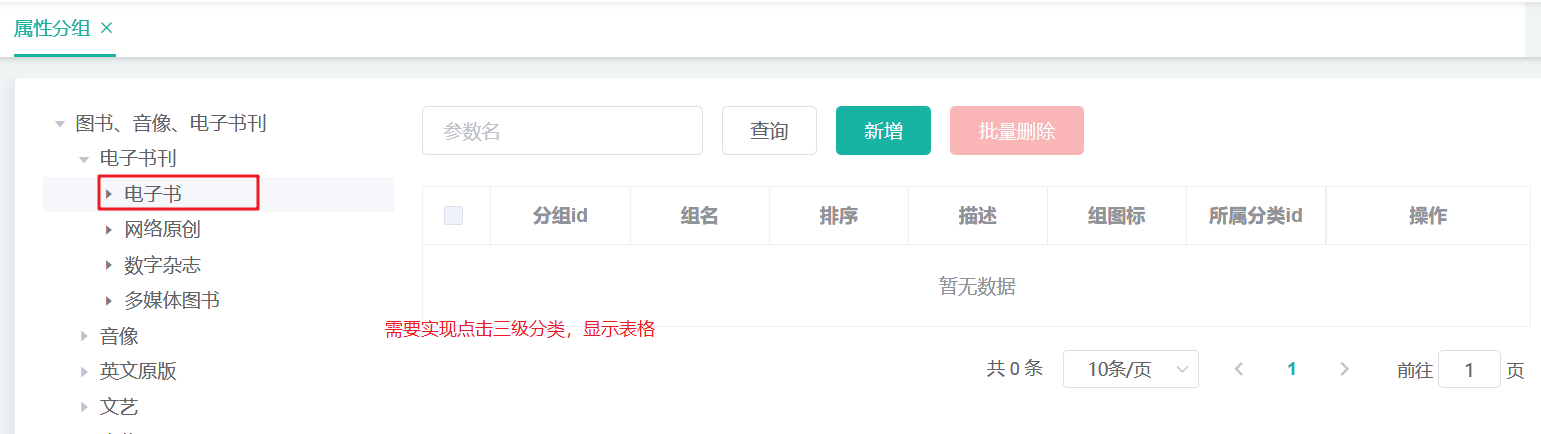 属性分组 ×
图书、音像、电子书刊
电子书刊
电子书
网络原创
数字杂志
多媒体图书
音像
英文原版
文艺
参数名 查询 新增 批量删除
分组id 组名 排序 描述 组图标 所属分类id 操作
暂无数据
需要实现点击三级分类，显示表格
共 0 条 10条/页 1 前往 1 页